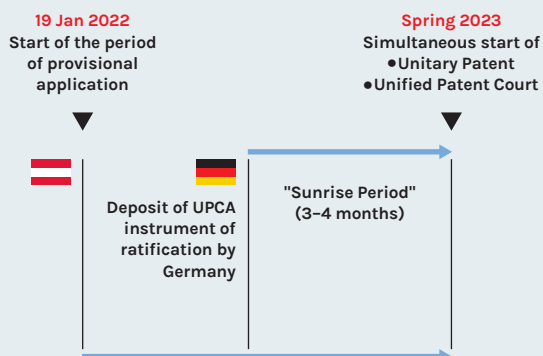 19 Jan 2022
Start of the period
of provisional
application
Spring 2023
Simultaneous start of
●Unitary Patent
●Unified Patent Court
Deposit of UPCA
instrument of
ratification by
Germany
"Sunrise Period"
(3–4 months)